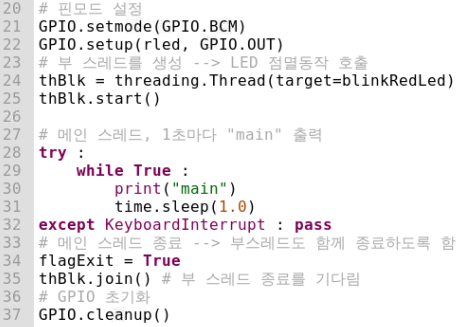 20 # 핀모드 설정
21 GPIO.setmode(GPIO.BCM)
22 GPIO.setup(rled, GPIO.OUT)
23 # 부 스레드를 생성 --> LED 점멸동작 호출
24 thBlk = threading.Thread(target=blinkRedLed)
25 thBlk.start()
26
27 # 메인 스레드, 1초마다 "main" 출력
28 try :
29     while True :
30         print("main")
31         time.sleep(1.0)
32 except KeyboardInterrupt : pass
33 # 메인 스레드 종료 --> 부스레드도 함께 종료하도록 함
34 flagExit = True
35 thBlk.join() # 부 스레드 종료를 기다림
36 # GPIO 초기화
37 GPIO.cleanup()